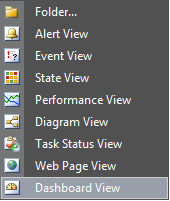 Folder...
Alert View
Event View
State View
Performance View
Diagram View
Task Status View
Web Page View
Dashboard View